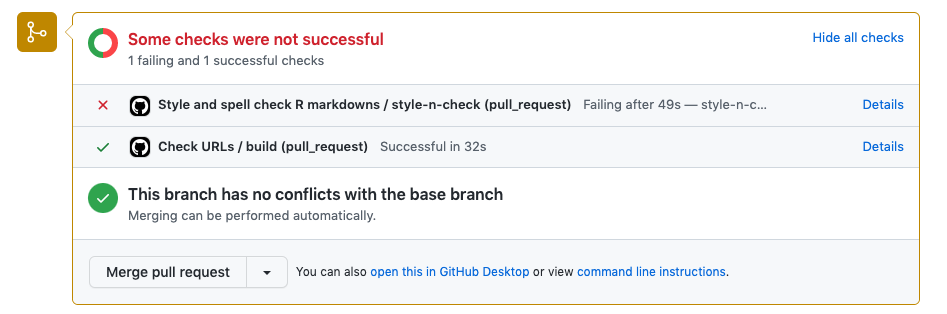 Some checks were not successful
Hide all checks
1 failing and 1 successful checks
Style and spell check R markdowns / style-n-check (pull_request) Failing after 49s — style-n-c... Details
Check URLs / build (pull_request) Successful in 32s Details
This branch has no conflicts with the base branch
Merging can be performed automatically.
Merge pull request You can also open this in GitHub Desktop or view command line instructions.